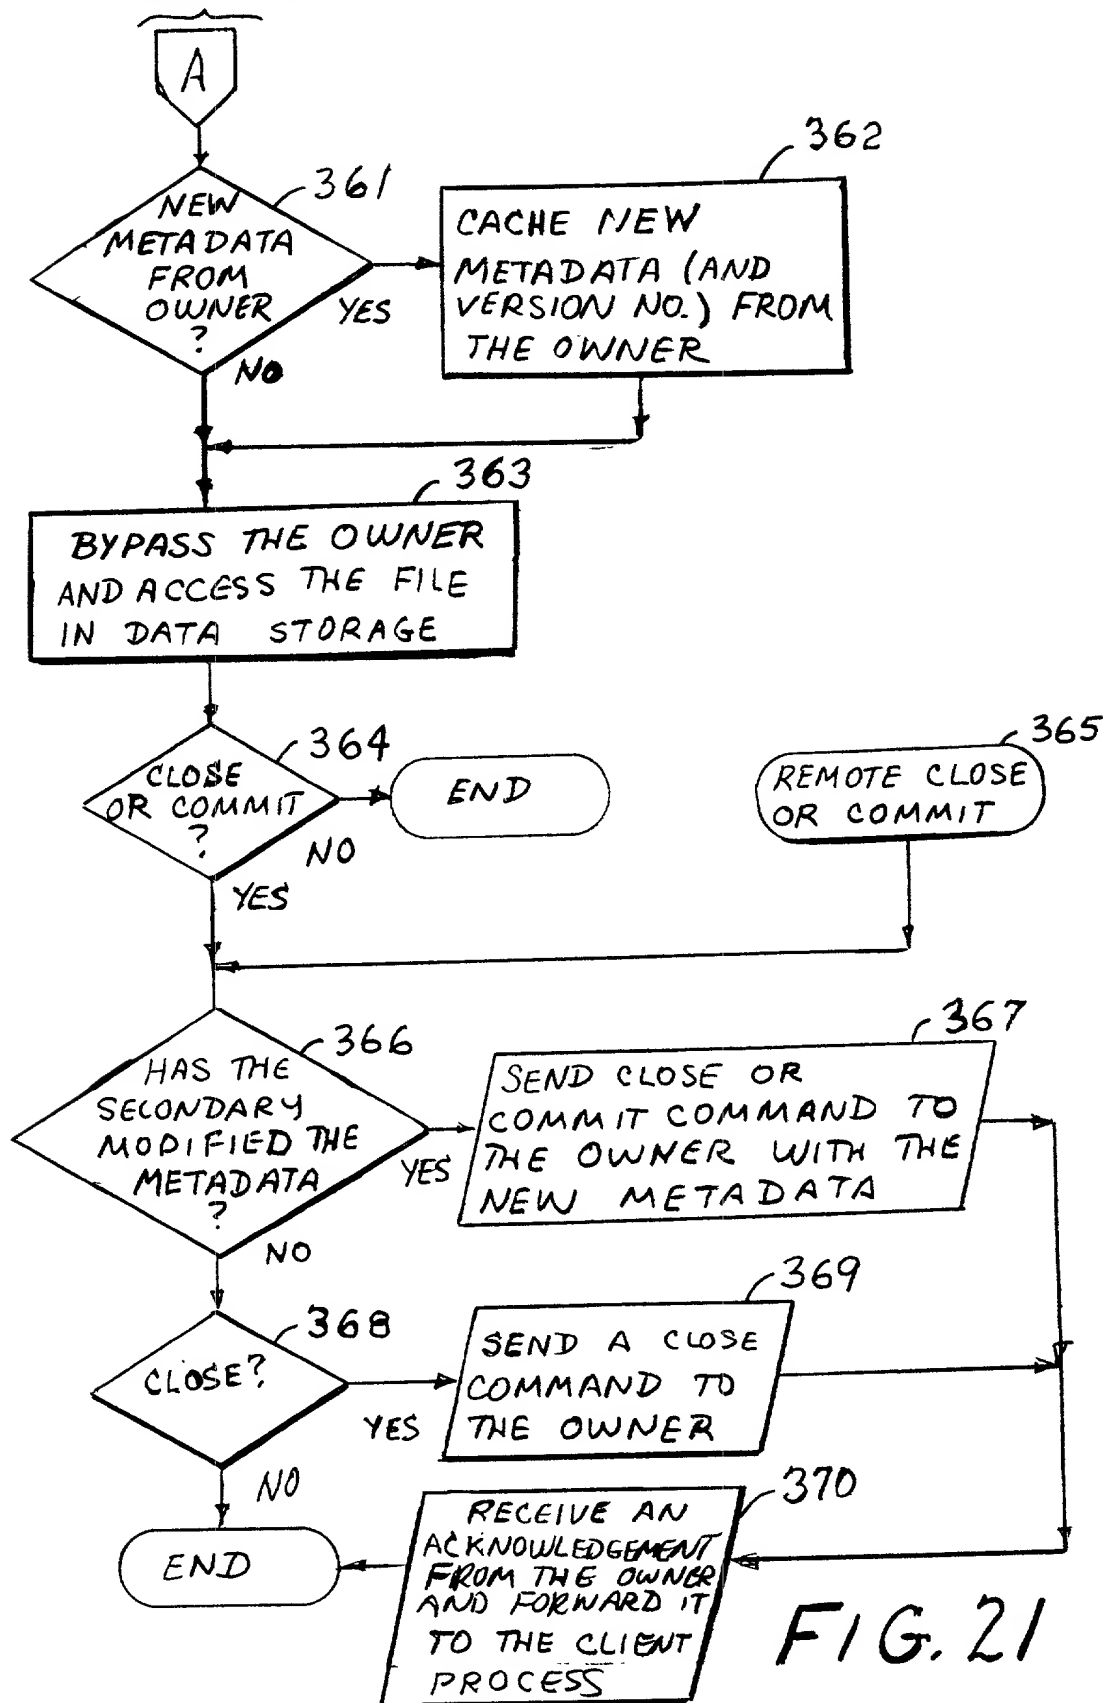 A
361
NEW
METADATA
FROM
OWNER
?
YES
NO
362
CACHE NEW
METADATA (AND
VERSION NO.) FROM
THE OWNER
363
BYPASS THE OWNER
AND ACCESS THE FILE
IN DATA STORAGE
364
CLOSE
OR COMMIT
?
NO
YES
END
365
REMOTE CLOSE
OR COMMIT
366
HAS THE
SECONDARY
MODIFIED THE
METADATA
?
YES
NO
367
SEND CLOSE OR
COMMIT COMMAND TO
THE OWNER WITH THE
NEW METADATA
368
CLOSE?
YES
NO
369
SEND A CLOSE
COMMAND TO
THE OWNER
370
RECEIVE AN
ACKNOWLEDGEMENT
FROM THE OWNER
AND FORWARD IT
TO THE CLIENT
PROCESS
END
FIG. 21